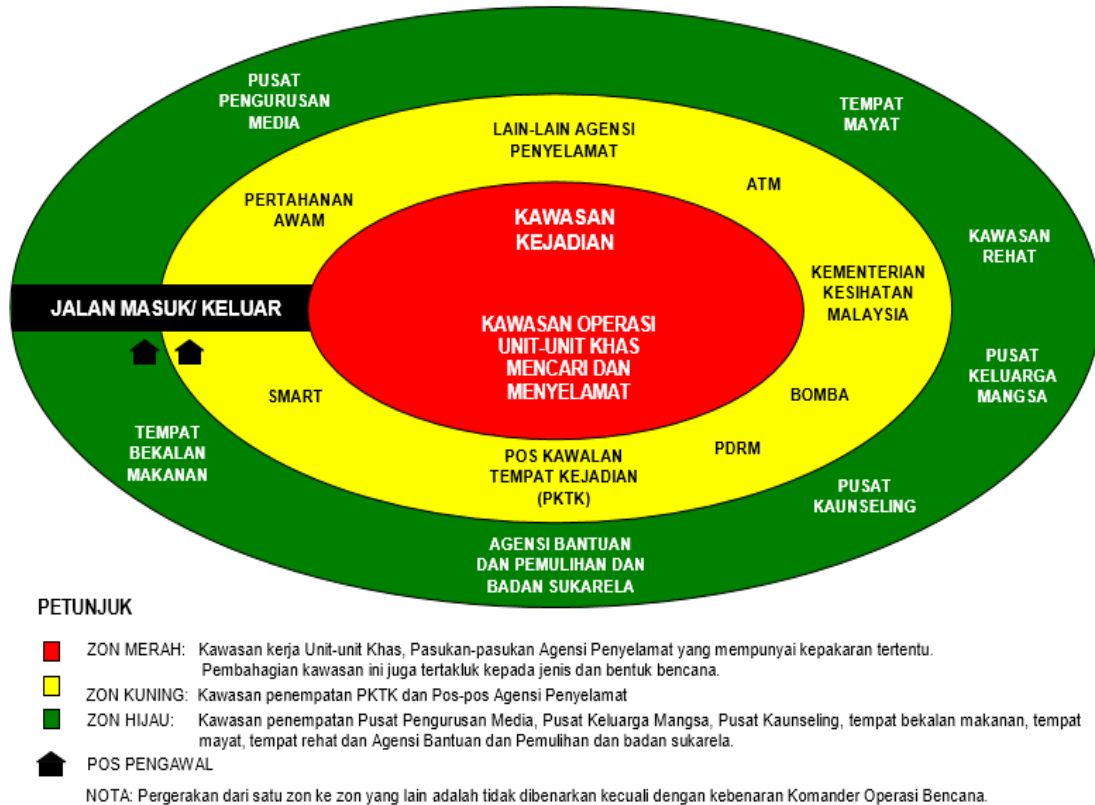 PUSAT
PENGURUSAN
MEDIA
TEMPAT
MAYAT
LAIN-LAIN AGENSI
PENYELAMAT
ATM
PERTAHANAN
AWAM
KAWASAN
KEJADIAN
KAWASAN
REHAT
KEMENTERIAN
KESIHATAN
MALAYSIA
JALAN MASUK/ KELUAR
KAWASAN OPERASI
UNIT-UNIT KHAS
MENCARI DAN
MENYELAMAT
PUSAT
KELUARGA
MANGSA
SMART
BOMBA
TEMPAT
BEKALAN
MAKANAN
PDRM
POS KAWALAN
TEMPAT KEJADIAN
(PKTK)
PUSAT
KAUNSELING
AGENSI BANTUAN
DAN PEMULIHAN DAN
BADAN SUKARELA
PETUNJUK
ZON MERAH: Kawasan kerja Unit-unit Khas, Pasukan-pasukan Agensi Penyelamat yang mempunyai kepakaran tertentu.
Pembahagian kawasan ini juga tertakluk kepada jenis dan bentuk bencana.
ZON KUNING: Kawasan penempatan PKTK dan Pos-pos Agensi Penyelamat
ZON HIJAU: Kawasan penempatan Pusat Pengurusan Media, Pusat Keluarga Mangsa, Pusat Kaunseling, tempat bekalan makanan, tempat
mayat, tempat rehat dan Agensi Bantuan dan Pemulihan dan badan sukarela.
POS PENGAWAL
NOTA: Pergerakan dari satu zon ke zon yang lain adalah tidak dibenarkan kecuali dengan kebenaran Komander Operasi Bencana.